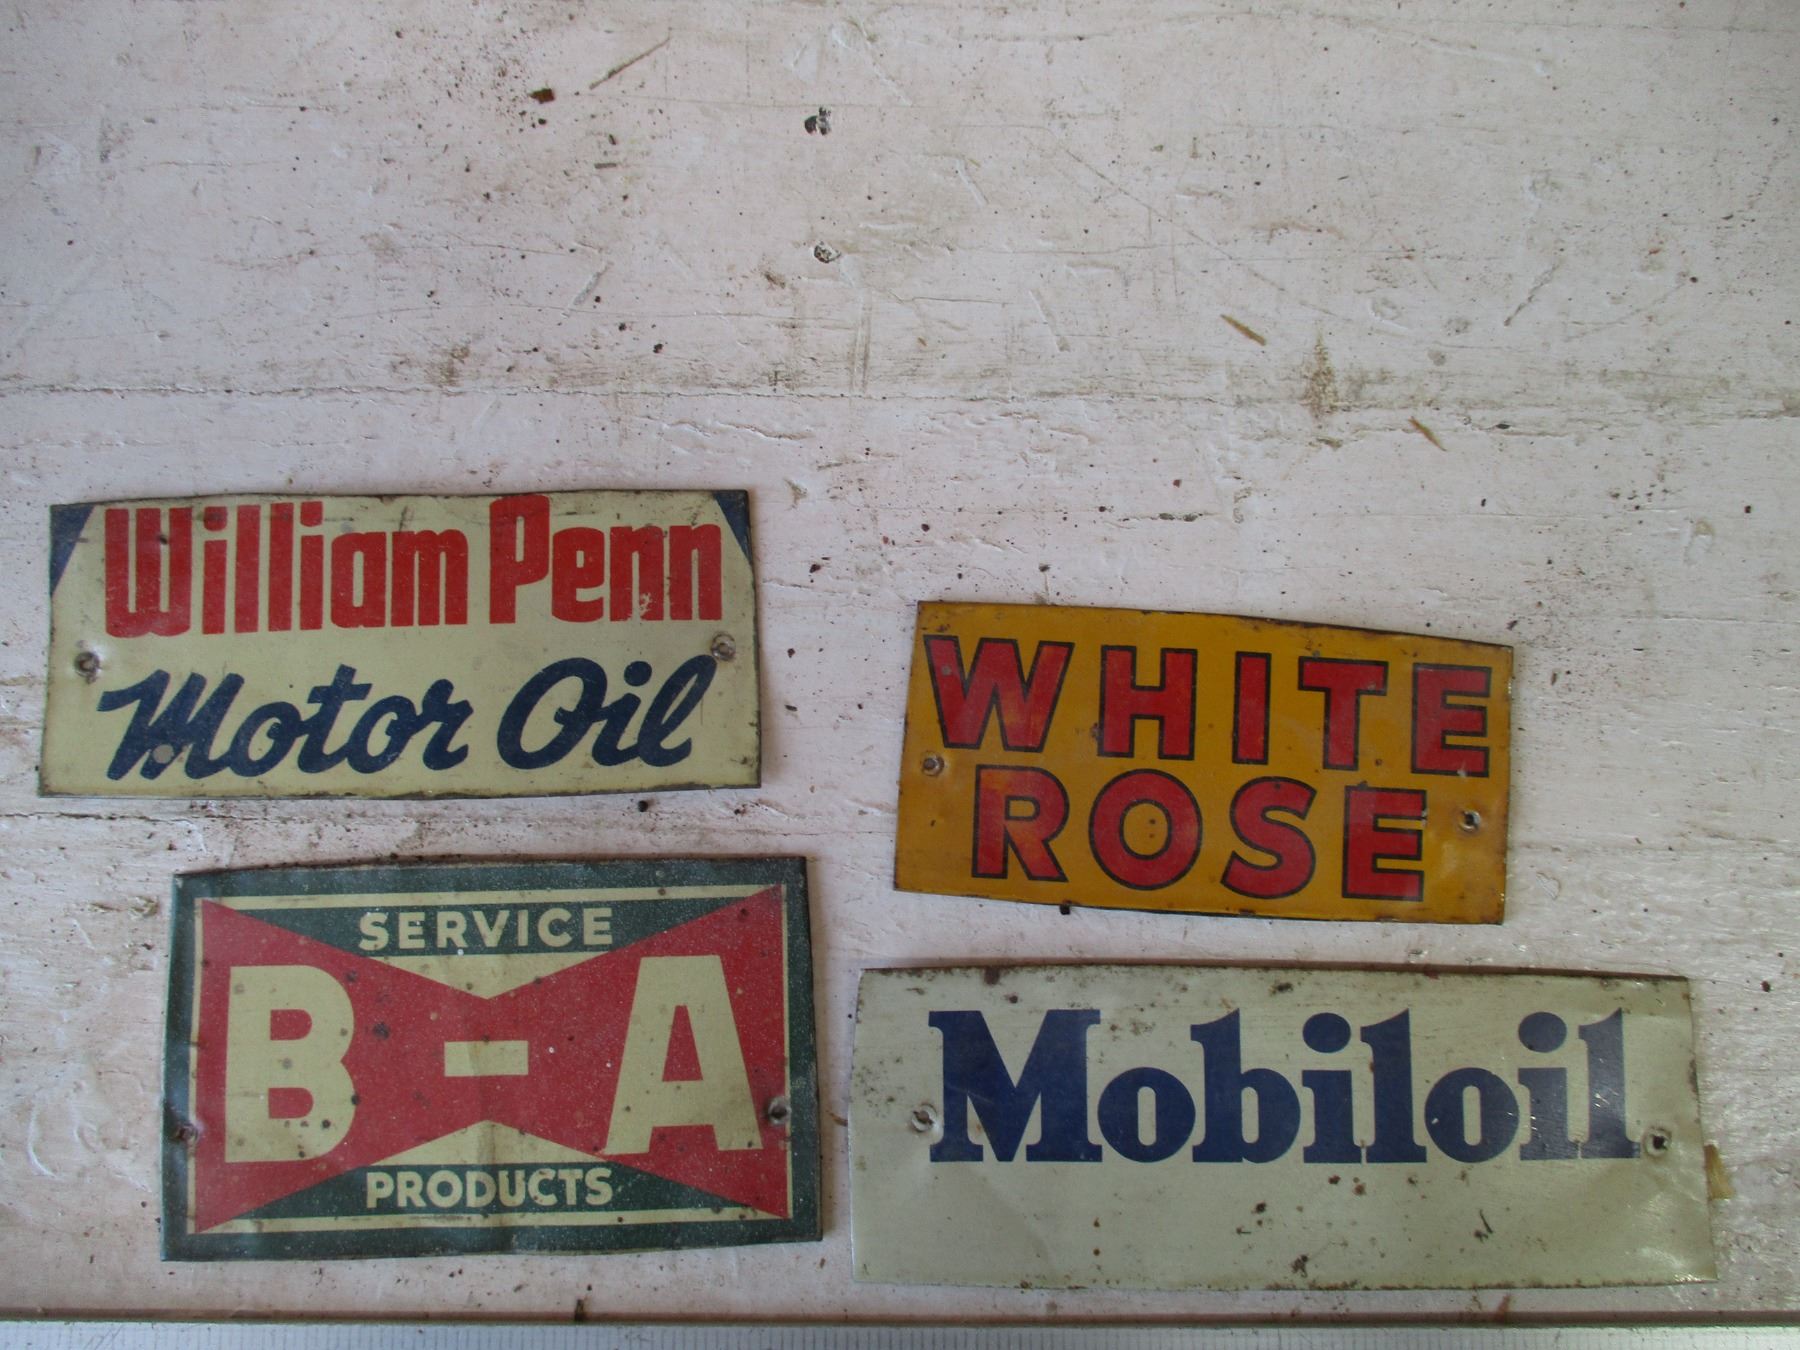 William Penn
Motor Oil
WHITE
ROSE
SERVICE
B-A
PRODUCTS
Mobiloil